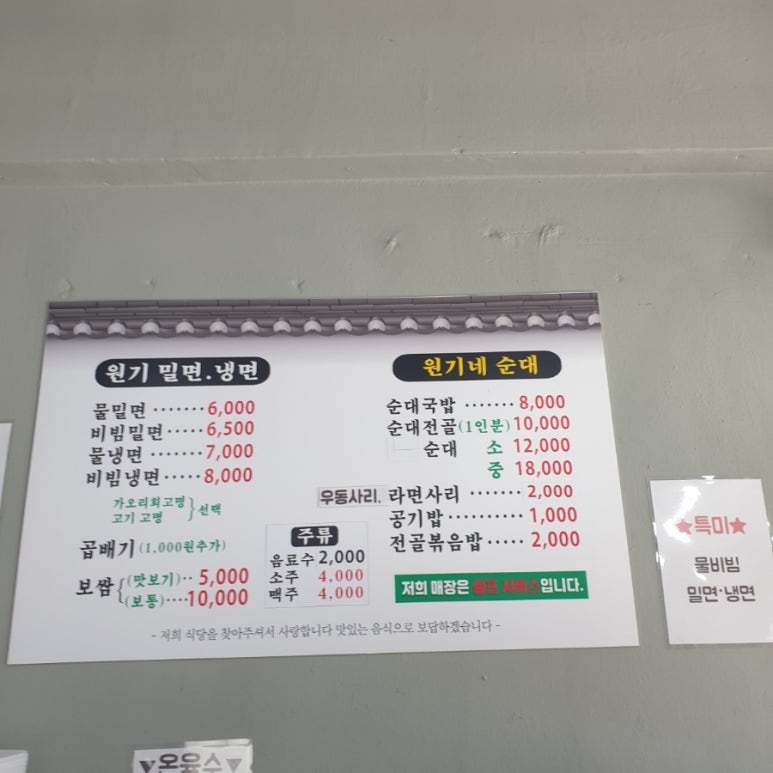 원기 밀면.냉면
물밀면 ······· 6,000
비빔밀면 ····· 6,500
물냉면 ······· 7,000
비빔냉면 ····· 8,000
가오리회고명
고기 고명 } 선택
곱배기 (1,000원추가)
보쌈 { (맛보기)·· 5,000
(보통)···· 10,000
주류
음료수 2,000
소주 4,000
맥주 4,000
원기네 순대
순대국밥 ······· 8,000
순대전골(1인분) 10,000
순대 소 12,000
중 18,000
우동사리. 라면사리 ······· 2,000
공기밥·········· 1,000
전골볶음밥····· 2,000
저희 매장은 셀프 서비스입니다.
- 저희 식당을 찾아주셔서 사랑합니다 맛있는 음식으로 보답하겠습니다 -
★특미★
물비빔
밀면·냉면
▼온육수▼